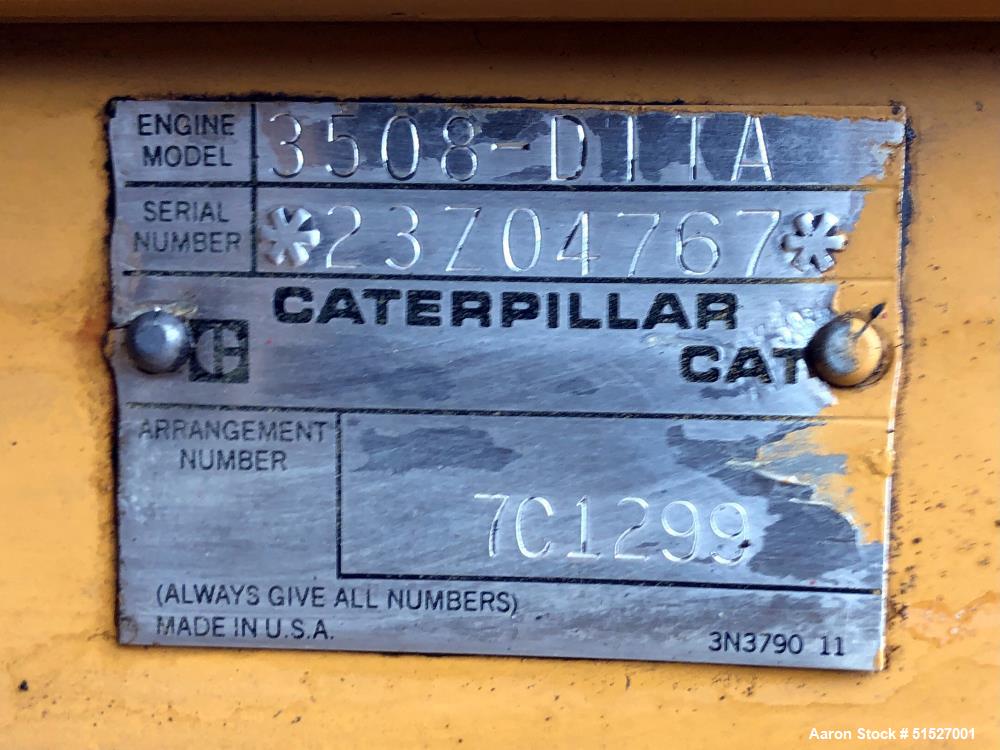 ENGINE MODEL 3508-DITA
SERIAL NUMBER *23Z04767*
CATERPILLAR
CAT
ARRANGEMENT NUMBER
7C1299
(ALWAYS GIVE ALL NUMBERS)
MADE IN U.S.A.
3N3790 11
Aaron Stock # 51527001